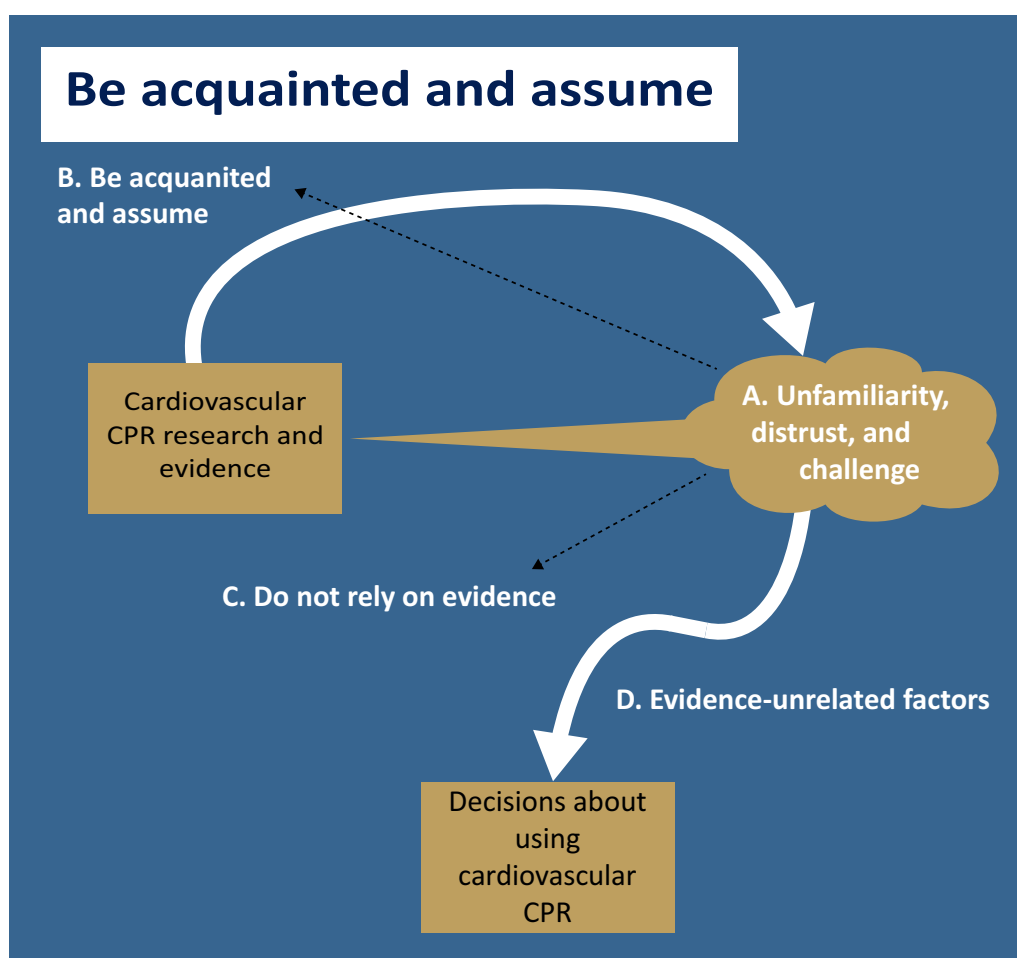 Be acquainted and assume
B. Be acquanited
and assume
Cardiovascular
CPR research and
evidence
A. Unfamiliarity,
distrust, and
challenge
C. Do not rely on evidence
D. Evidence-unrelated factors
Decisions about
using
cardiovascular
CPR